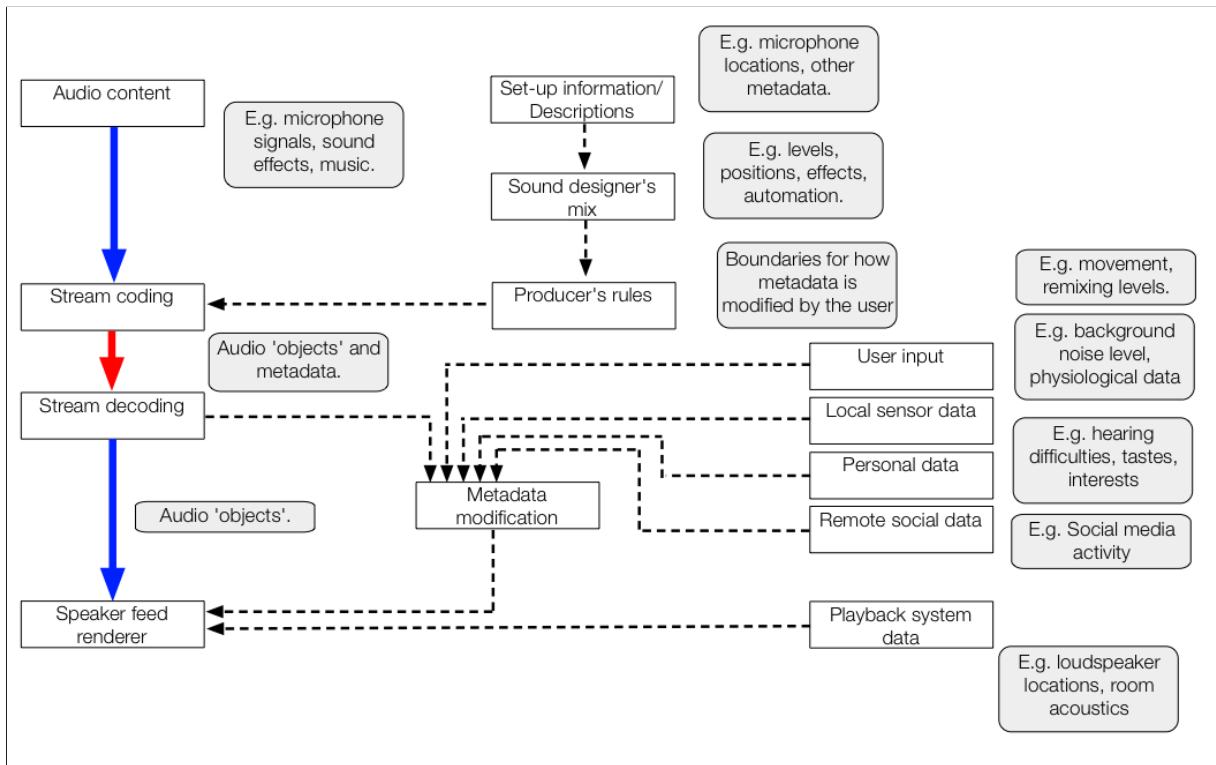 Audio content
E.g. microphone
signals, sound
effects, music.
Set-up information/
Descriptions
E.g. microphone
locations, other
metadata.
Sound designer's
mix
E.g. levels,
positions, effects,
automation.
Stream coding
Producer's rules
Boundaries for how
metadata is
modified by the user
E.g. movement,
remixing levels.
Audio 'objects' and
metadata.
User input
E.g. background
noise level,
physiological data
Stream decoding
Local sensor data
Personal data
E.g. hearing
difficulties, tastes,
interests
Audio 'objects'.
Metadata
modification
Remote social data
E.g. Social media
activity
Speaker feed
renderer
Playback system
data
E.g. loudspeaker
locations, room
acoustics